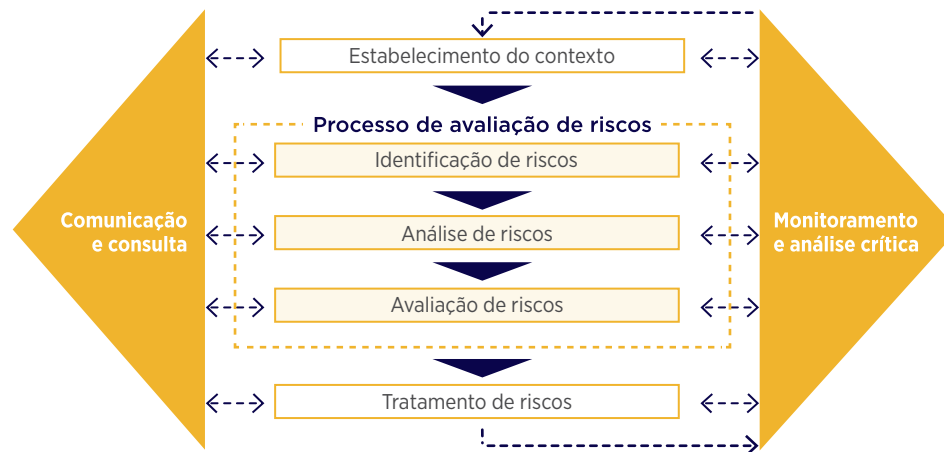 Estabelecimento do contexto
Processo de avaliação de riscos
Identificação de riscos
Comunicação
e consulta
Análise de riscos
Monitoramento
e análise crítica
Avaliação de riscos
Tratamento de riscos